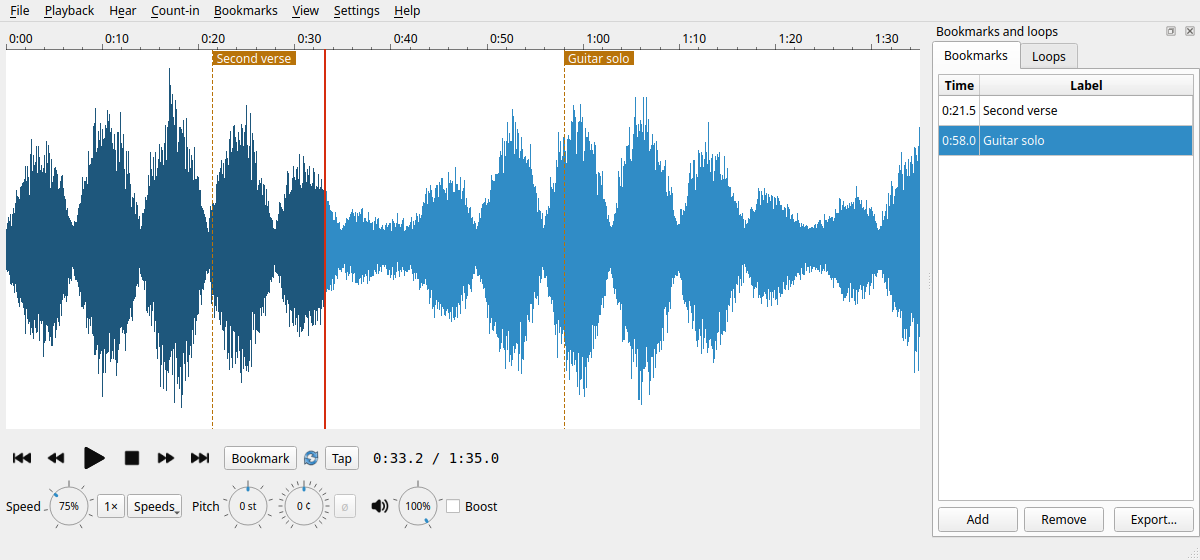 File Playback Hear Count-in Bookmarks View Settings Help
0:00 0:10 0:20 0:30 0:40 0:50 1:00 1:10 1:20 1:30
Second verse Guitar solo
Bookmarks and loops
Bookmarks Loops
Time Label
0:21.5 Second verse
0:58.0 Guitar solo
Bookmark Tap 0:33.2 / 1:35.0
Speed 75% 1× Speeds Pitch 0 st 0 ¢ ø 100% Boost
Add Remove Export...